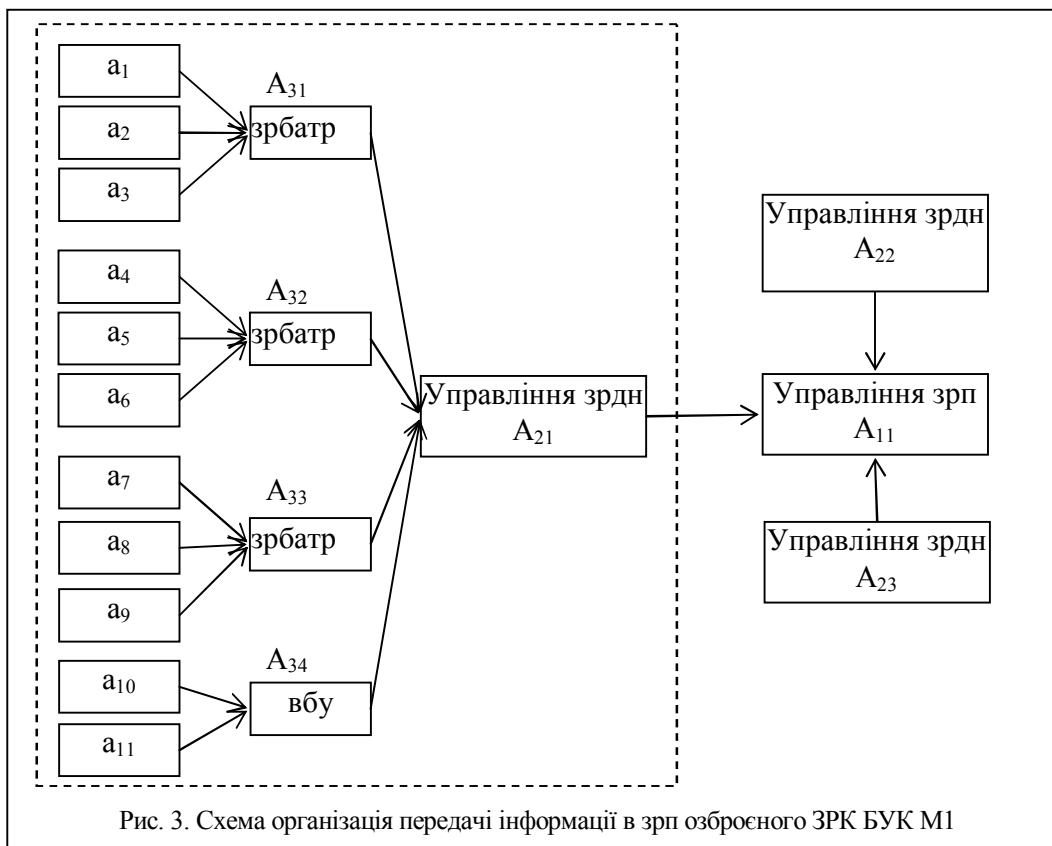 a1
a2
a3
A31
зрбатр
a4
a5
a6
A32
зрбатр
a7
a8
a9
A33
зрбатр
a10
a11
A34
вбу
Управління зрдн
A21
Управління зрдн
A22
Управління зрп
A11
Управління зрдн
A23
Рис. 3. Схема організація передачі інформації в зрп озброєного ЗРК БУК М1